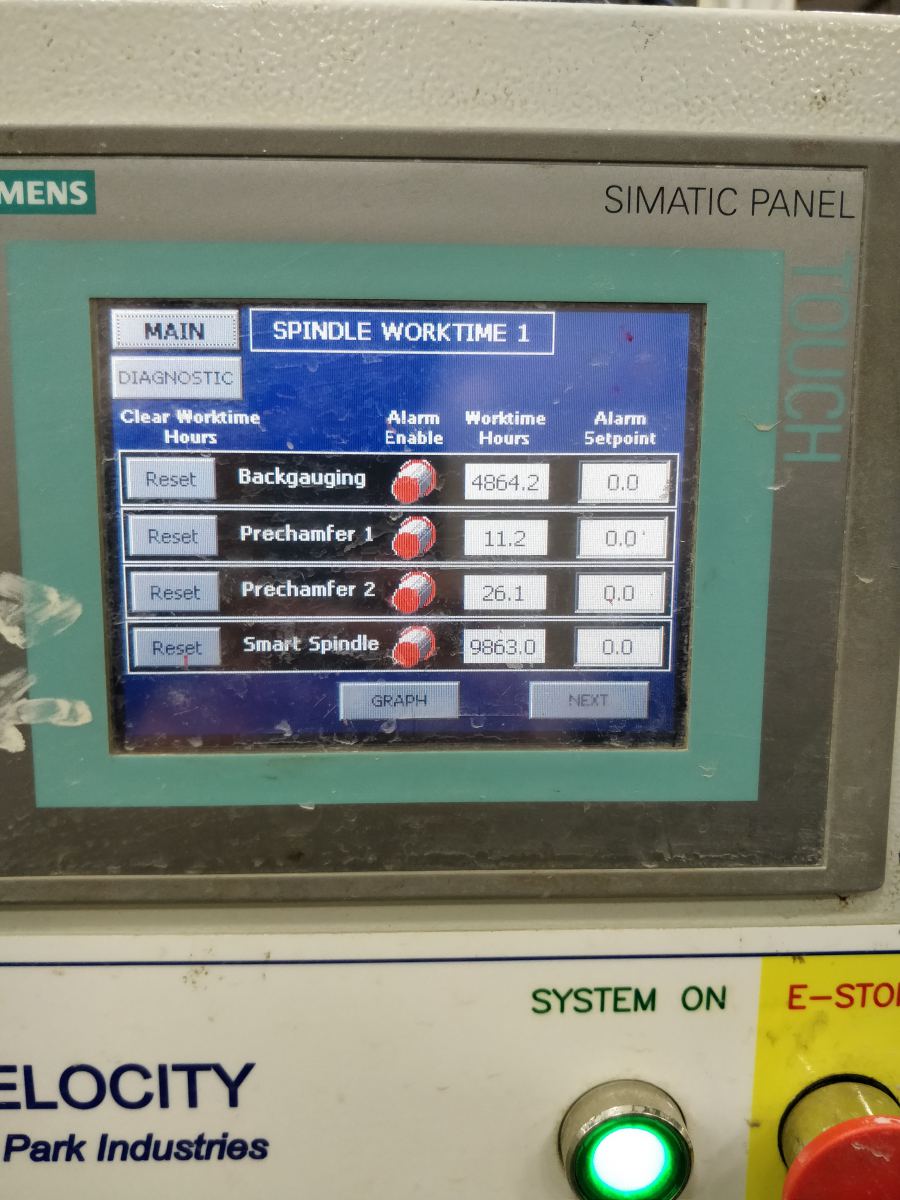 MENS
SIMATIC PANEL
TOUCH
MAIN
SPINDLE WORKTIME 1
DIAGNOSTIC
Clear Worktime Hours
Alarm Enable
Worktime Hours
Alarm Setpoint
Reset Backgauging 4864.2 0.0
Reset Prechamfer 1 11.2 0.0
Reset Prechamfer 2 26.1 0.0
Reset Smart Spindle 9863.0 0.0
GRAPH
NEXT
SYSTEM ON
E-STO
ELOCITY
Park Industries